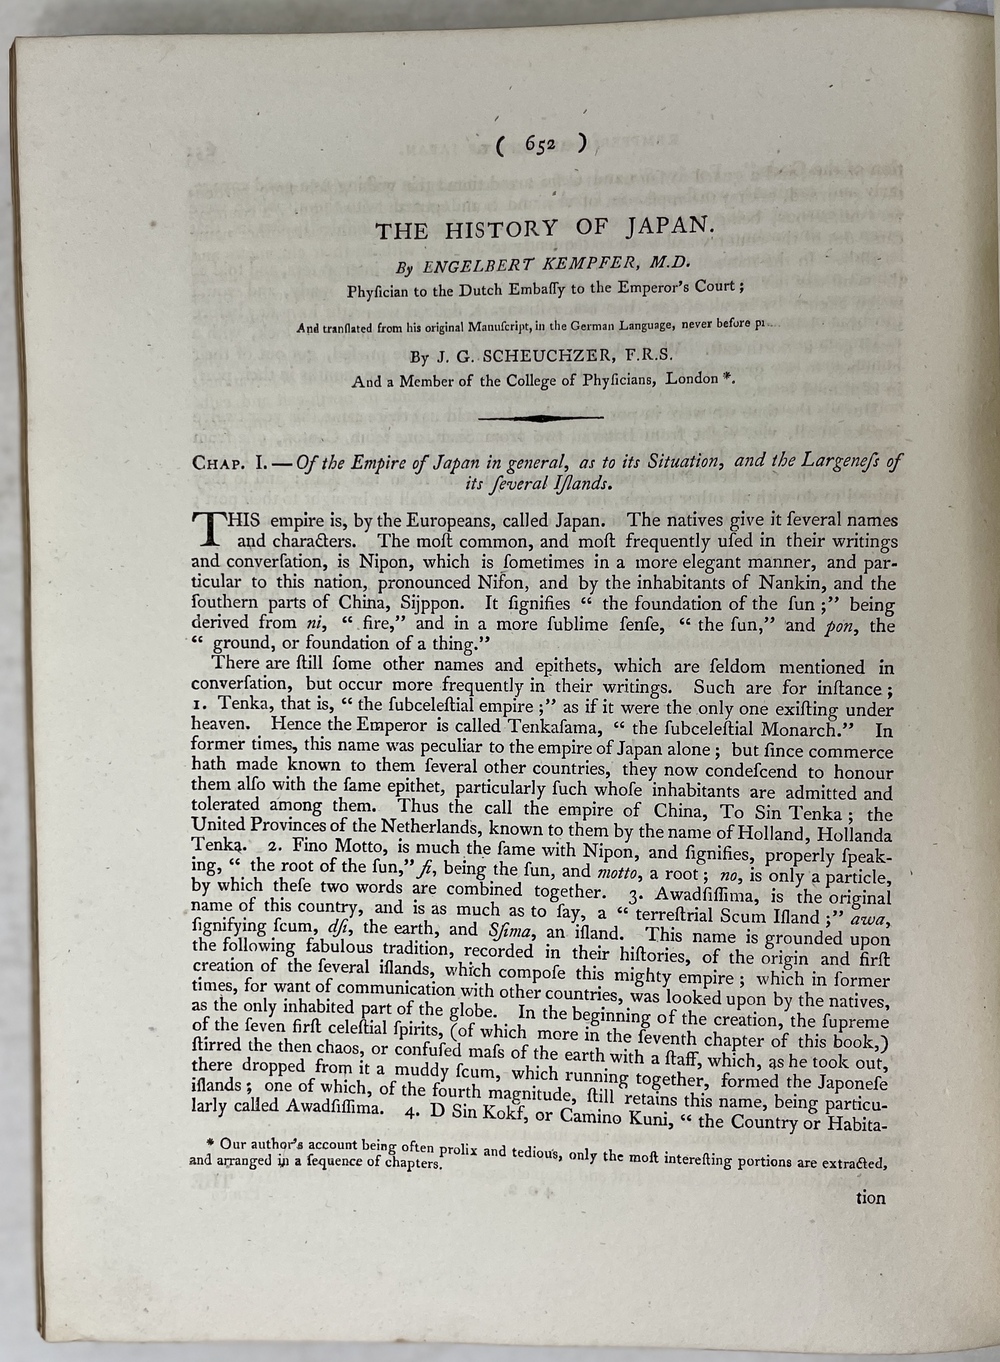 ( 652 )
THE HISTORY OF JAPAN.
By ENGELBERT KEMPFER, M.D.
Phyſician to the Dutch Embaſſy to the Emperor's Court;
And tranſlated from his original Manuſcript, in the German Language, never before
By J. G. SCHEUCHZER, F.R.S.
And a Member of the College of Phyſicians, London *.
CHAP. I. — Of the Empire of Japan in general, as to its Situation, and the Largeneſs of
its ſeveral Iſlands.
THIS empire is, by the Europeans, called Japan. The natives give it ſeveral names
and characters. The moſt common, and moſt frequently uſed in their writings
and converſation, is Nipon, which is ſometimes in a more elegant manner, and par-
ticular to this nation, pronounced Nifon, and by the inhabitants of Nankin, and the
ſouthern parts of China, Sijppon. It ſignifies “ the foundation of the ſun ;” being
derived from ni, “ fire,” and in a more ſublime ſenſe, “ the ſun,” and pon, the
“ ground, or foundation of a thing.”
There are ſtill ſome other names and epithets, which are ſeldom mentioned in
converſation, but occur more frequently in their writings. Such are for inſtance ;
1. Tenka, that is, “ the ſubceleſtial empire ;” as if it were the only one exiſting under
heaven. Hence the Emperor is called Tenkaſama, “ the ſubceleſtial Monarch.” In
former times, this name was peculiar to the empire of Japan alone ; but ſince commerce
hath made known to them ſeveral other countries, they now condeſcend to honour
them alſo with the ſame epithet, particularly ſuch whoſe inhabitants are admitted and
tolerated among them. Thus the call the empire of China, To Sin Tenka ; the
United Provinces of the Netherlands, known to them by the name of Holland, Hollanda
Tenka. 2. Fino Motto, is much the ſame with Nipon, and ſignifies, properly ſpeak-
ing, “ the root of the ſun,” fi, being the ſun, and motto, a root ; no, is only a particle,
by which theſe two words are combined together. 3. Awadſiſſima, is the original
name of this country, and is as much as to ſay, a “ terreſtrial Scum Iſland ;” awa,
ſignifying ſcum, dſi, the earth, and Sſima, an iſland. This name is grounded upon
the following fabulous tradition, recorded in their hiſtories, of the origin and firſt
creation of the ſeveral iſlands, which compoſe this mighty empire ; which in former
times, for want of communication with other countries, was looked upon by the natives,
as the only inhabited part of the globe. In the beginning of the creation, the ſupreme
of the ſeven firſt celeſtial ſpirits, (of which more in the ſeventh chapter of this book,)
ſtirred the then chaos, or confuſed maſs of the earth with a ſtaff, which, as he took out,
there dropped from it a muddy ſcum, which running together, formed the Japoneſe
iſlands ; one of which, of the fourth magnitude, ſtill retains this name, being particu-
larly called Awadſiſſima. 4. D Sin Kokf, or Camino Kuni, “ the Country or Habita-
* Our author's account being often prolix and tedious, only the moſt intereſting portions are extracted,
and arranged in a ſequence of chapters.
tion